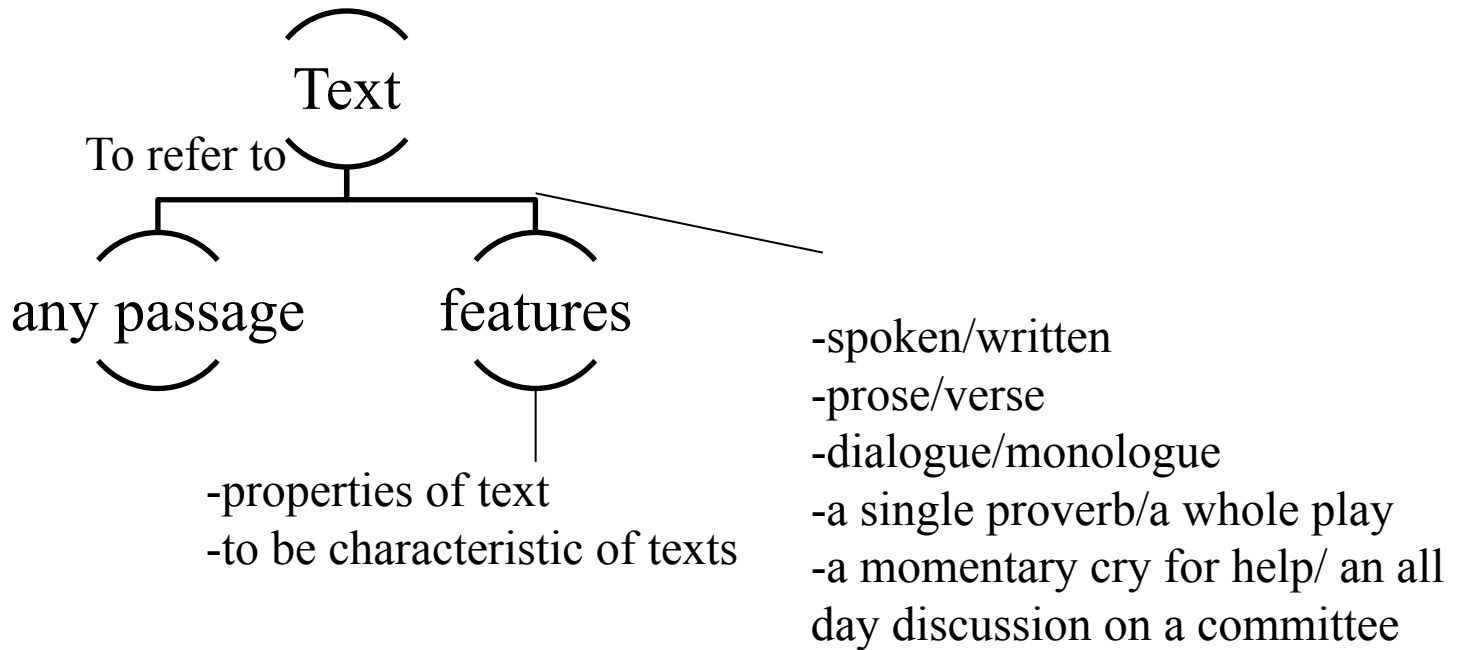 Text
To refer to
any passage
features
-properties of text
-to be characteristic of texts
-spoken/written
-prose/verse
-dialogue/monologue
-a single proverb/a whole play
-a momentary cry for help/ an all
day discussion on a committee